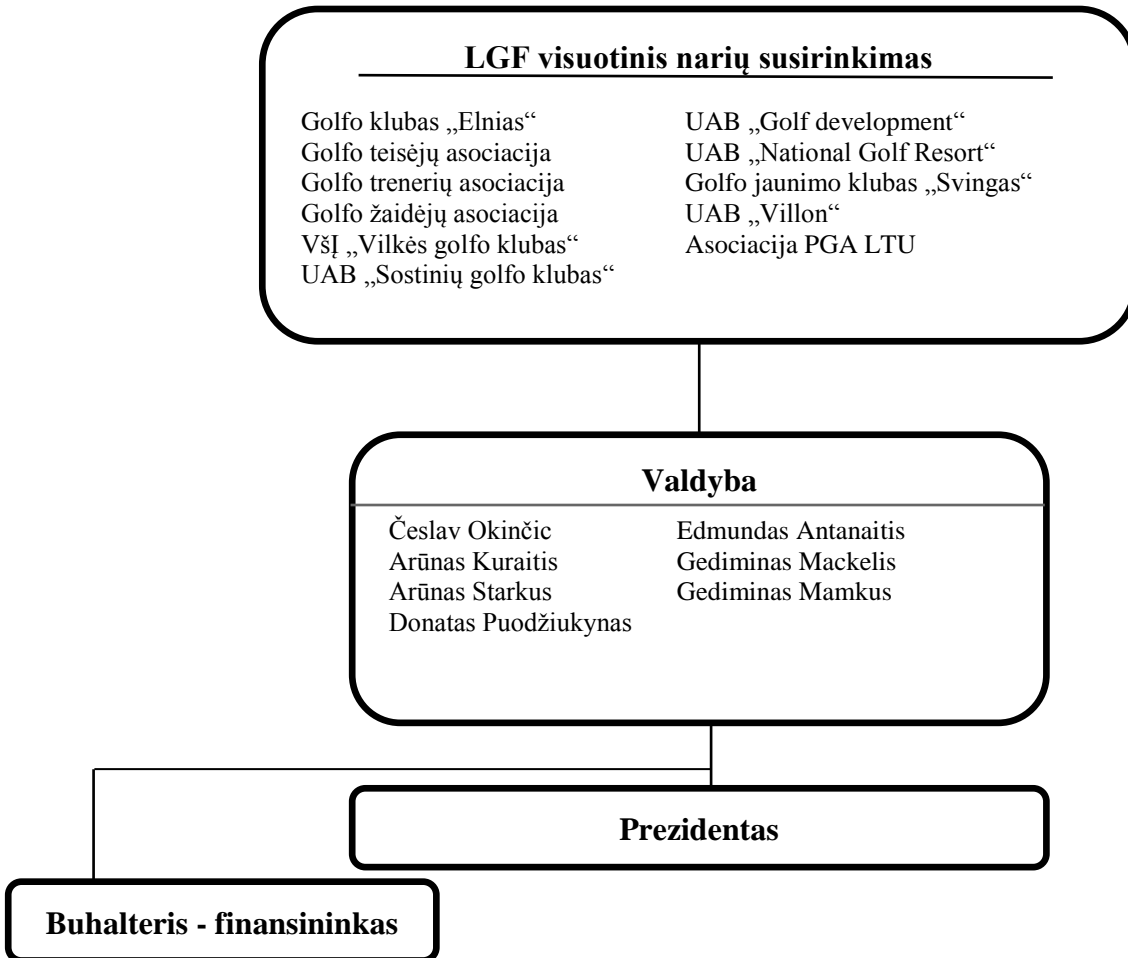 LGF visuotinis narių susirinkimas
Golfo klubas „Elnias“
Golfo teisėjų asociacija
Golfo trenerių asociacija
Golfo žaidėjų asociacija
VšĮ „Vilkės golfo klubas“
UAB „Sostinių golfo klubas“
UAB „Golf development“
UAB „National Golf Resort“
Golfo jaunimo klubas „Svingas“
UAB „Villon“
Asociacija PGA LTU
Valdyba
Česlav Okinčic
Arūnas Kuraitis
Arūnas Starkus
Donatas Puodžiukynas
Edmundas Antanaitis
Gediminas Mackelis
Gediminas Mamkus
Prezidentas
Buhalteris - finansininkas